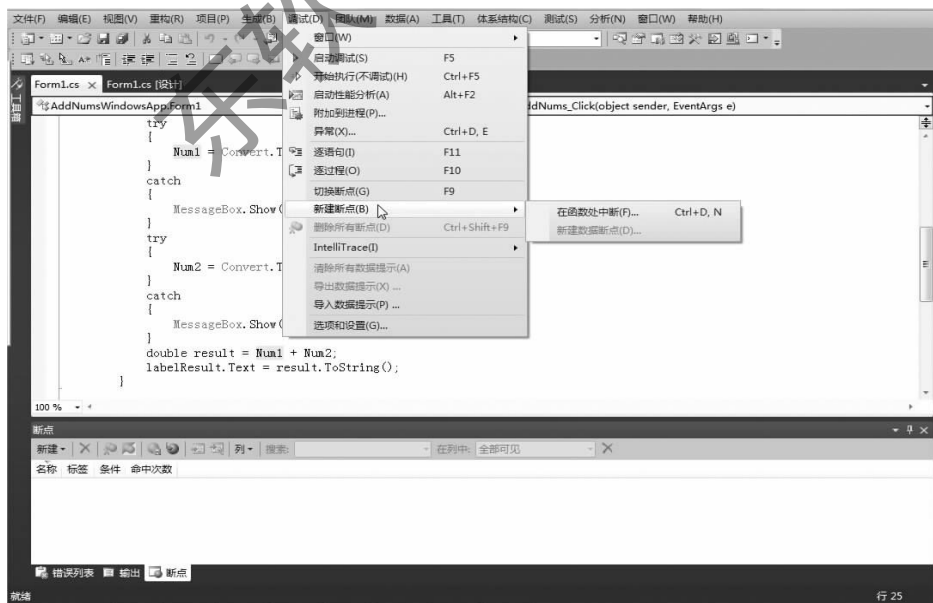 文件(F) 编辑(E) 视图(V) 重构(R) 项目(P) 生成(B) 调试(D) 团队(M) 数据(A) 工具(T) 体系结构(C) 测试(S) 分析(N) 窗口(W) 帮助(H)
东软
Form1.cs Form1.cs [设计]
工具箱
AddNumsWindowsApp.Form1
ddNums_Click(object sender, EventArgs e)
窗口(W)
启动调试(S) F5
开始执行(不调试)(H) Ctrl+F5
启动性能分析(A) Alt+F2
附加到进程(P)...
异常(X)... Ctrl+D, E
逐语句(I) F11
逐过程(O) F10
切换断点(G) F9
新建断点(B)
删除所有断点(D) Ctrl+Shift+F9
IntelliTrace(I)
清除所有数据提示(A)
导出数据提示(X) ...
导入数据提示(P) ...
选项和设置(G)...
在函数处中断(F)... Ctrl+D, N
新建数据断点(D)...
try
{
Num1 = Convert.T
}
catch
{
MessageBox.Show(
}
try
{
Num2 = Convert.T
}
catch
{
MessageBox.Show(
}
double result = Num1 + Num2;
labelResult.Text = result.ToString();
}
100 %
断点
新建 列 搜索: 在列中: 全部可见
名称 标签 条件 命中次数
错误列表 输出 断点
就绪 行 25